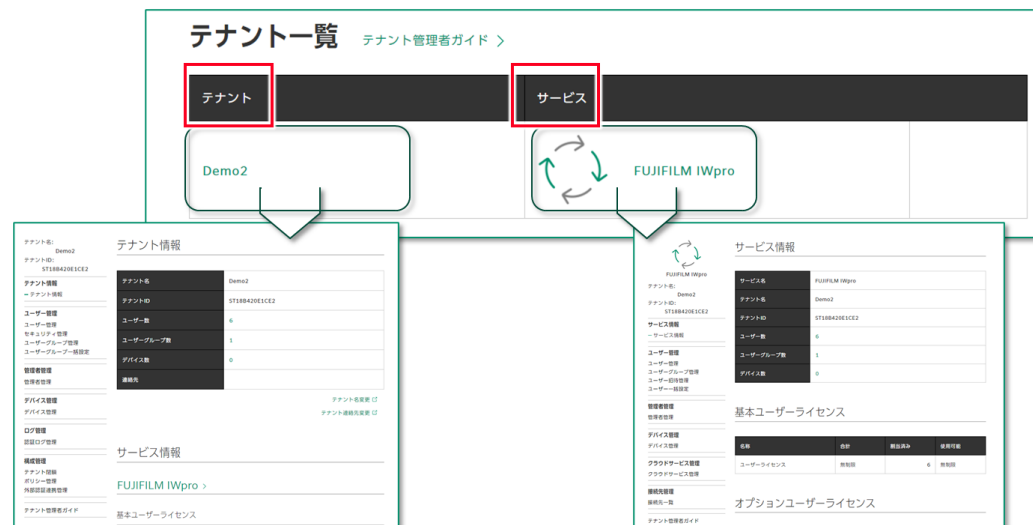 テナント一覧 テナント管理者ガイド >
テナント サービス
Demo2 FUJIFILM IWpro
テナント名:
Demo2
テナントID:
ST18B420E1CE2
テナント情報
テナント情報
ユーザー管理
ユーザー管理
セキュリティ管理
ユーザーグループ管理
ユーザーグループ一括設定
管理者管理
管理者管理
デバイス管理
デバイス管理
ログ管理
認証ログ管理
構成管理
テナント閉鎖
ポリシー管理
外部認証連携管理
テナント管理者ガイド
テナント情報
テナント名 Demo2
テナントID ST18B420E1CE2
ユーザー数 6
ユーザーグループ数 1
デバイス数 0
連絡先
テナント名変更
テナント連絡先変更
サービス情報
FUJIFILM IWpro >
基本ユーザーライセンス
FUJIFILM IWpro
テナント名:
Demo2
テナントID:
ST18B420E1CE2
サービス情報
サービス情報
ユーザー管理
ユーザー管理
ユーザーグループ管理
ユーザー招待管理
ユーザー一括設定
管理者管理
管理者管理
デバイス管理
デバイス管理
クラウドサービス管理
クラウドサービス管理
接続先管理
接続先一覧
テナント管理者ガイド
サービス情報
サービス名 FUJIFILM IWpro
テナント名 Demo2
テナントID ST18B420E1CE2
ユーザー数 6
ユーザーグループ数 1
デバイス数 0
基本ユーザーライセンス
名称 合計 割当済み 使用可能
ユーザーライセンス 無制限 6 無制限
オプションユーザーライセンス